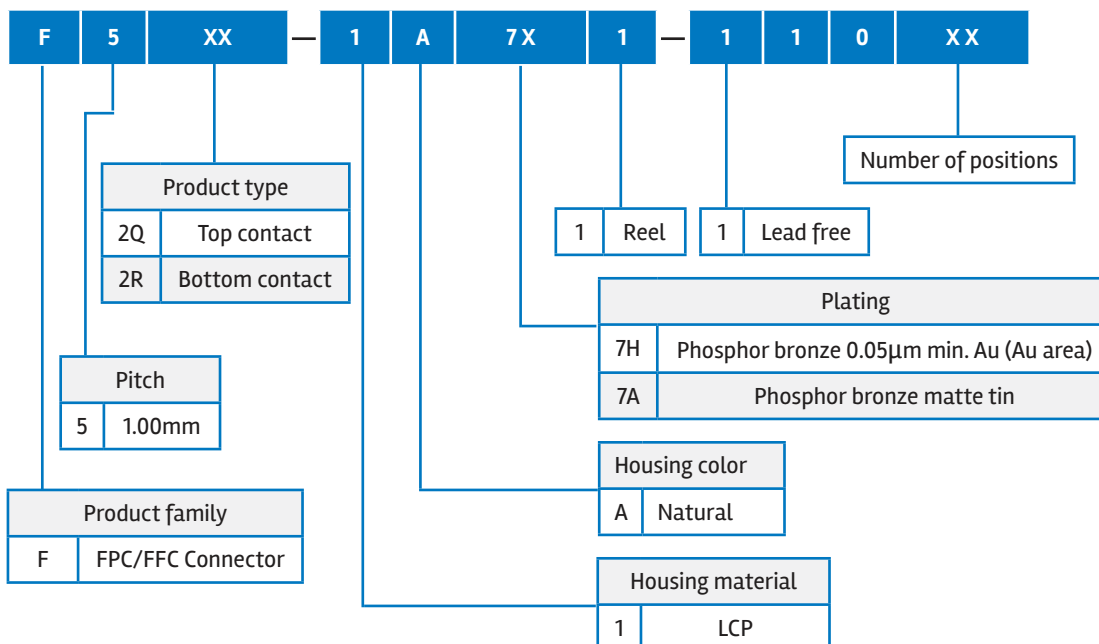 F 5 XX — 1 A 7X 1 — 1 1 0 XX
Number of positions
Product type
2Q Top contact
2R Bottom contact
1 Reel
1 Lead free
Plating
7H Phosphor bronze 0.05μm min. Au (Au area)
7A Phosphor bronze matte tin
Pitch
5 1.00mm
Housing color
A Natural
Product family
F FPC/FFC Connector
Housing material
1 LCP